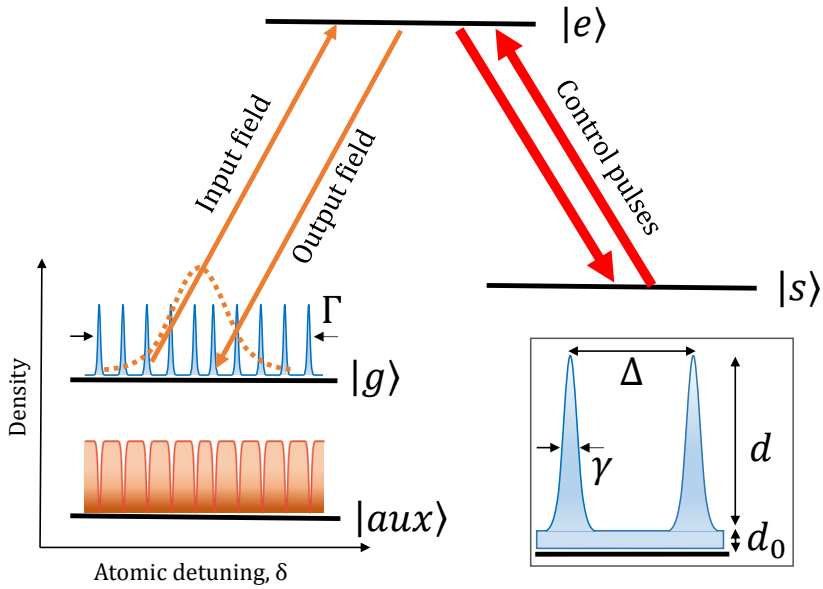 |e⟩
Input field
Output field
Control pulses
|s⟩
Γ
|g⟩
Density
|aux⟩
Atomic detuning, δ
Δ
γ
d
d₀